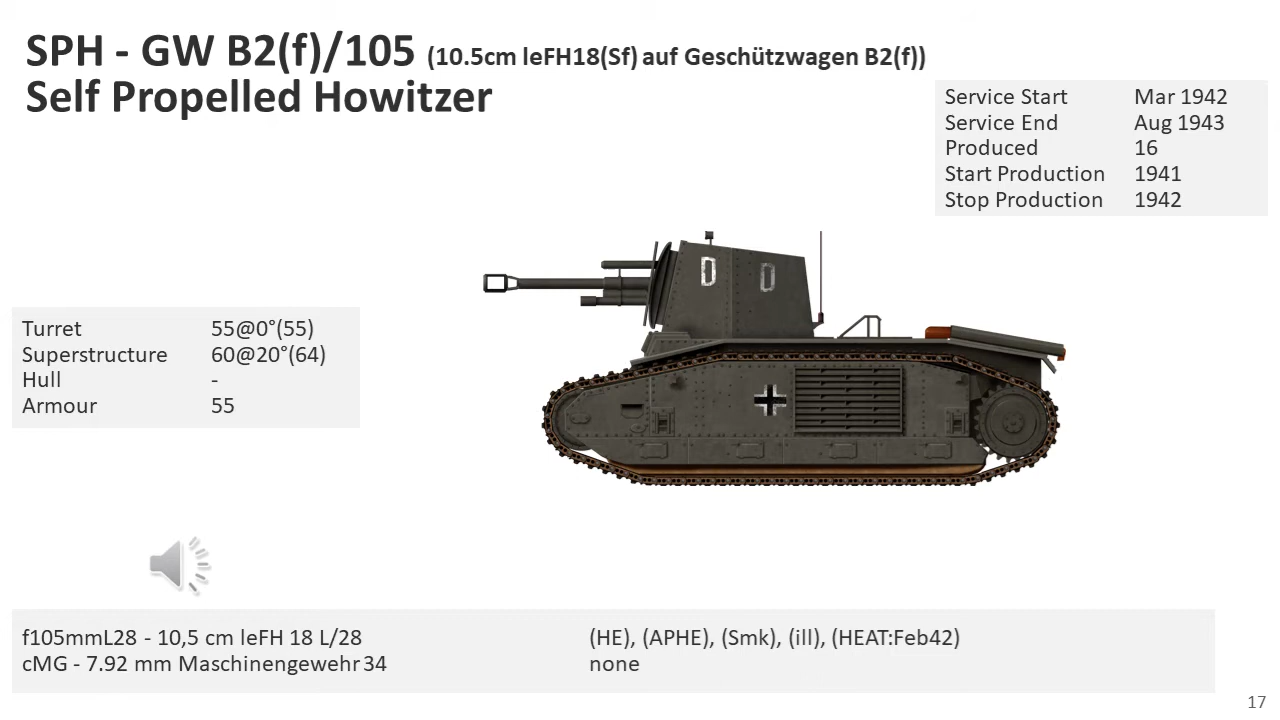 SPH - GW B2(f)/105 (10.5cm leFH18(Sf) auf Geschützwagen B2(f))
Self Propelled Howitzer
Service Start Mar 1942
Service End Aug 1943
Produced 16
Start Production 1941
Stop Production 1942
Turret 55@0°(55)
Superstructure 60@20°(64)
Hull -
Armour 55
D D
f105mmL28 - 10,5 cm leFH 18 L/28 (HE), (APHE), (Smk), (ill), (HEAT:Feb42)
cMG - 7.92 mm Maschinengewehr 34 none
17